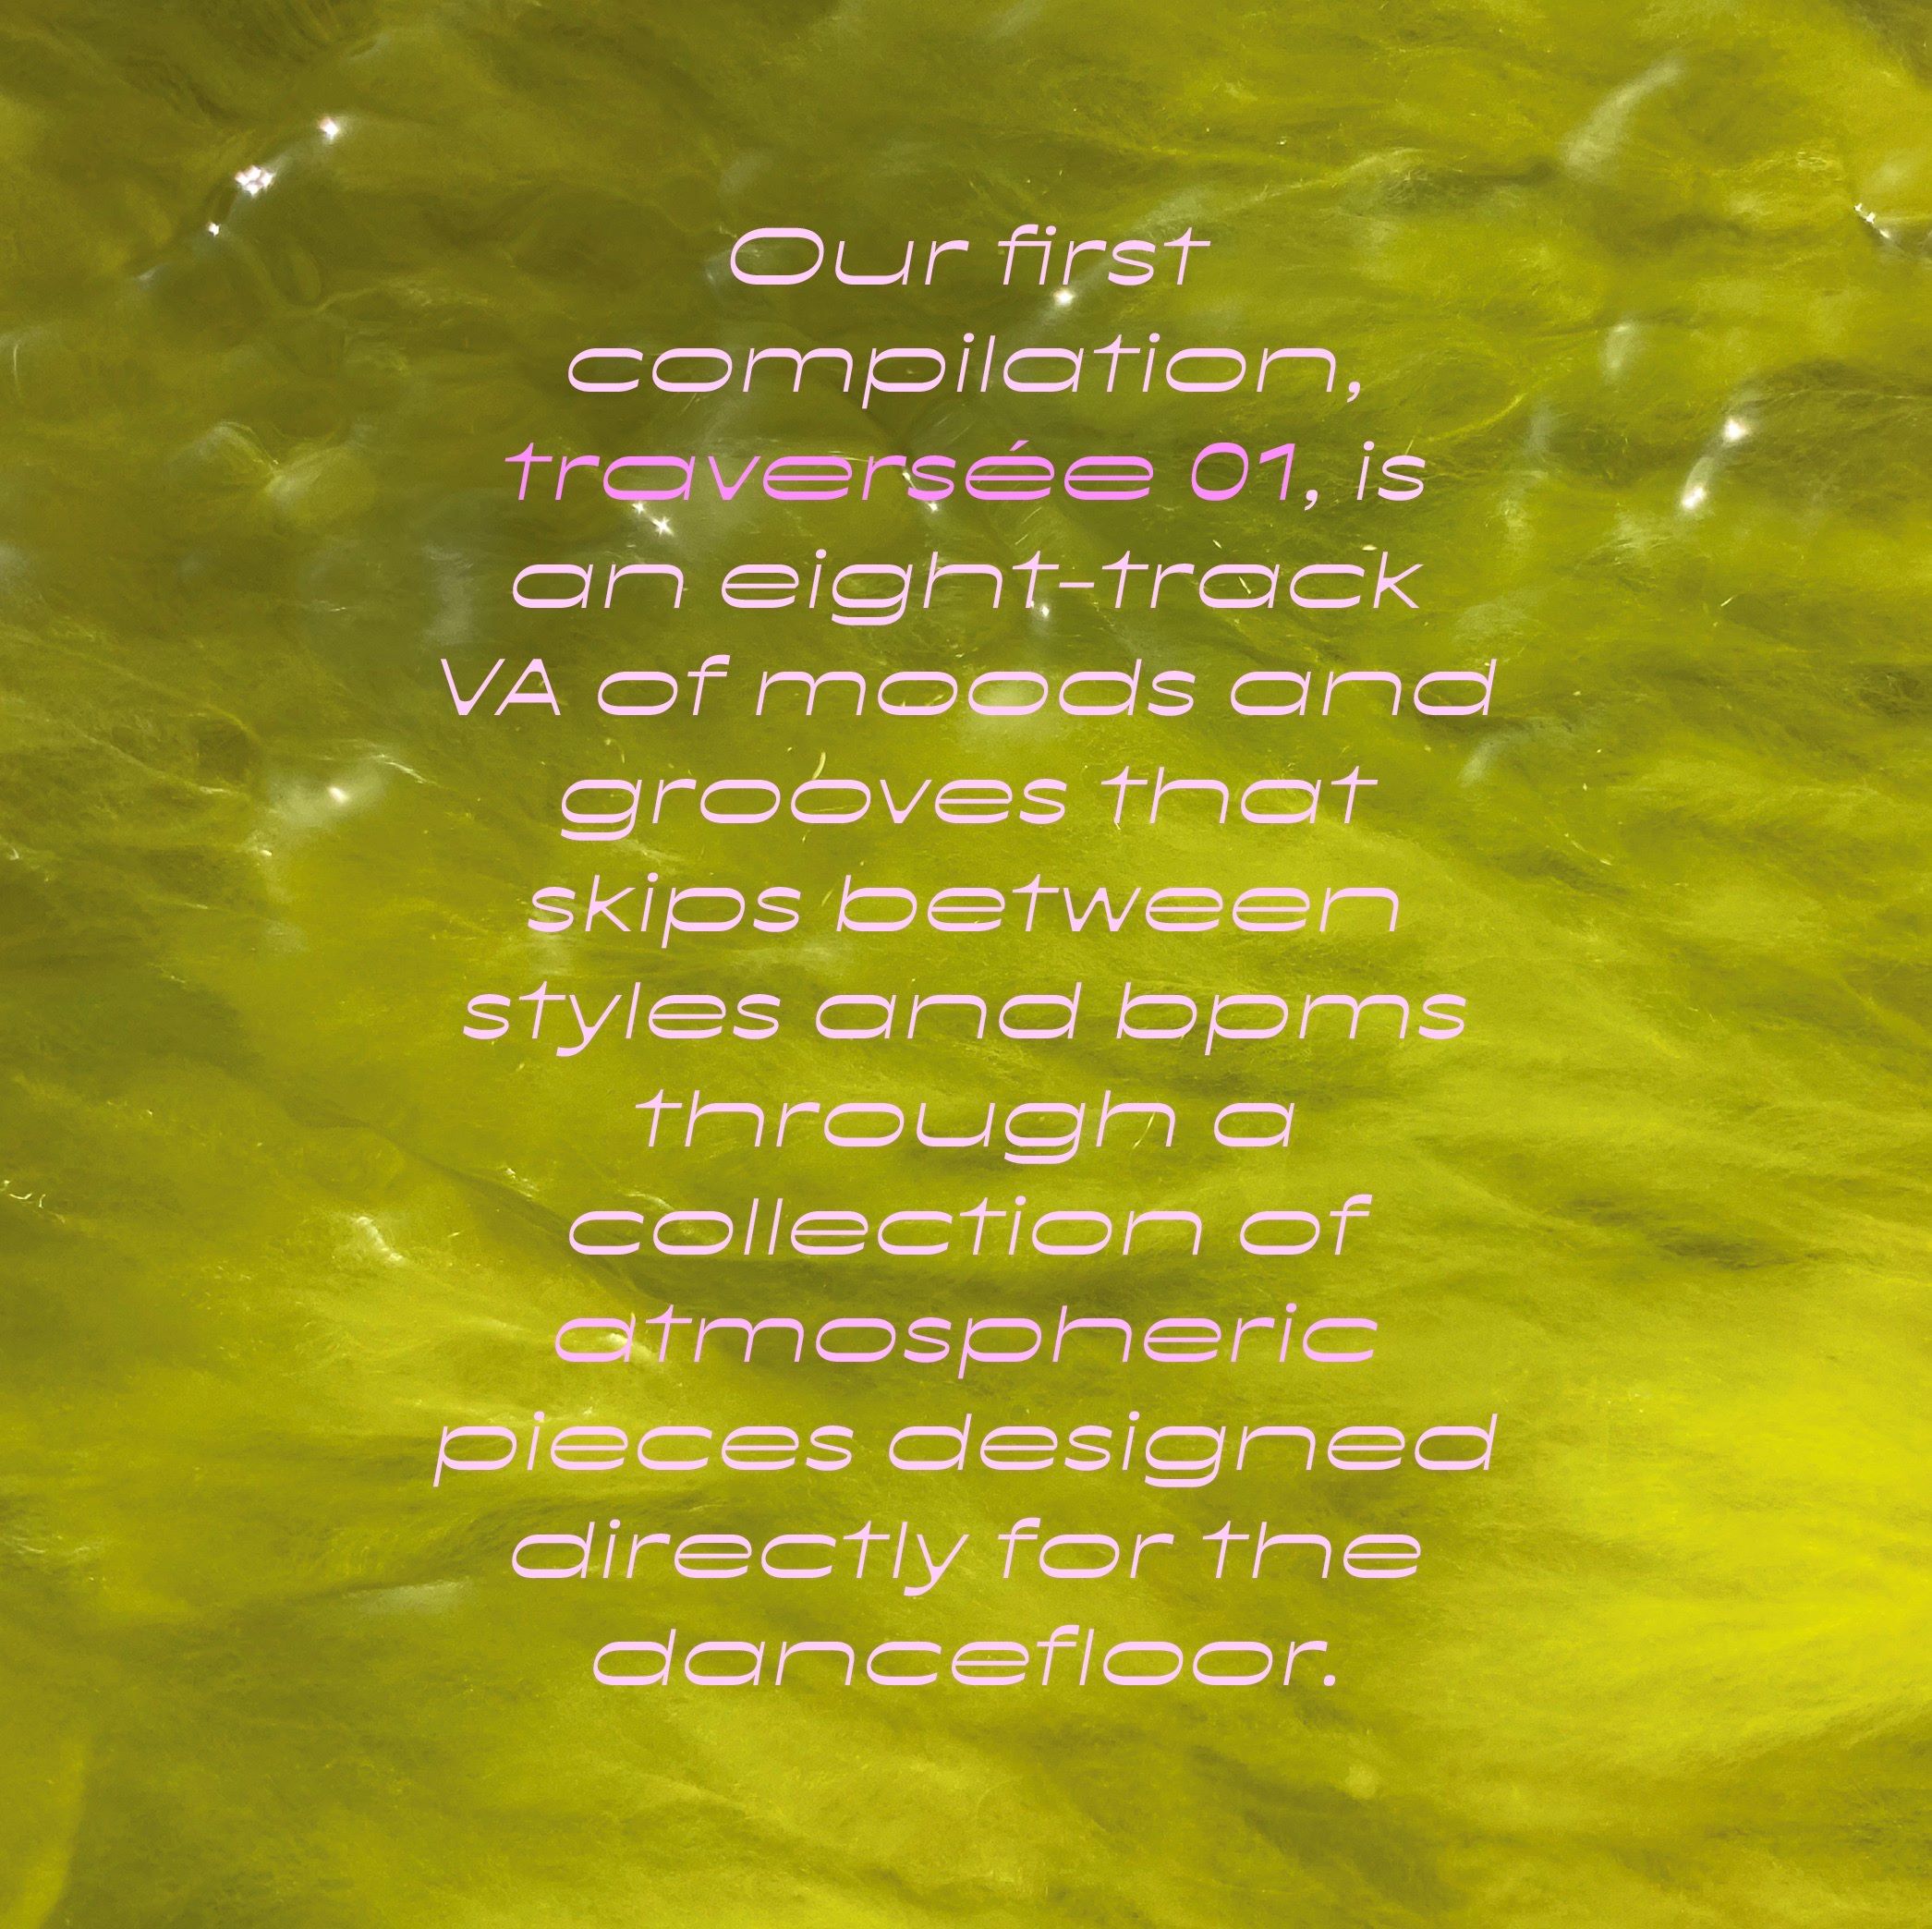 Our first
compilation,
traversée 01, is
an eight-track
VA of moods and
grooves that
skips between
styles and bpms
through a
collection of
atmospheric
pieces designed
directly for the
dancefloor.